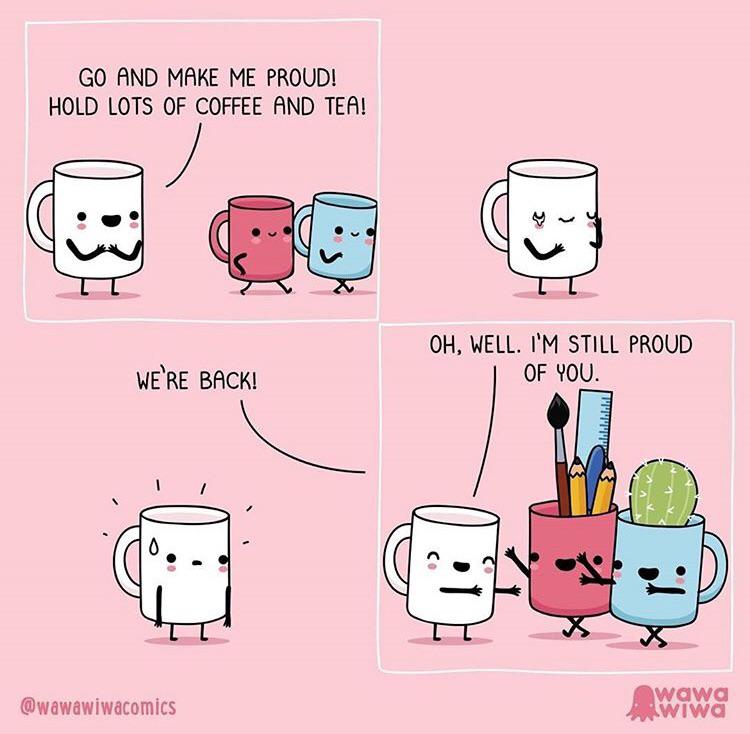 GO AND MAKE ME PROUD!
HOLD LOTS OF COFFEE AND TEA!
WE'RE BACK!
OH, WELL. I'M STILL PROUD
OF YOU.
@wawawiwacomics
wawa
wiwa